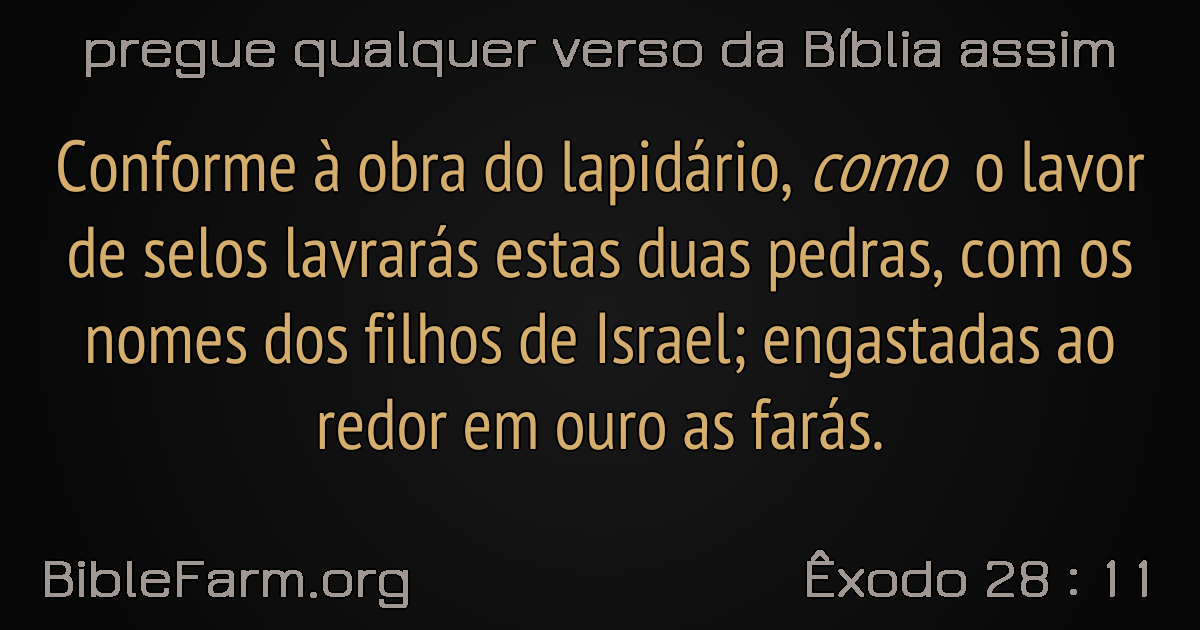 pregue qualquer verso da Bíblia assim
Conforme à obra do lapidário, como o lavor
de selos lavrarás estas duas pedras, com os
nomes dos filhos de Israel; engastadas ao
redor em ouro as farás.
BibleFarm.org
Êxodo 28 : 11